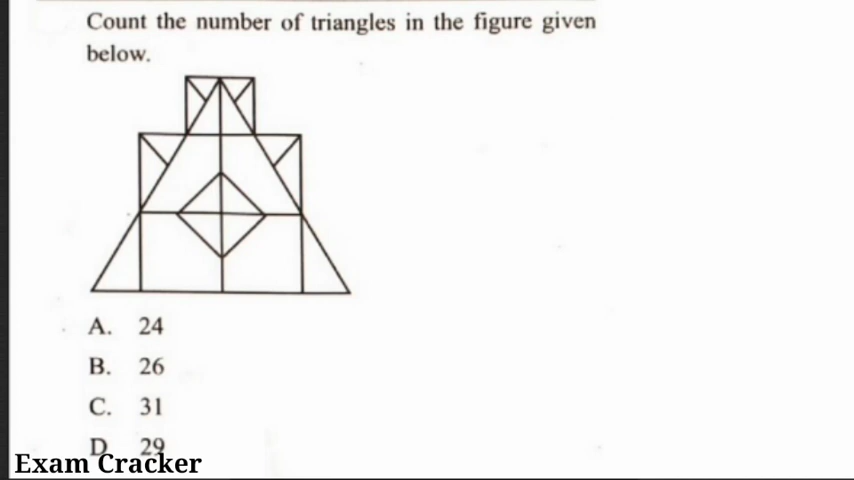 Count the number of triangles in the figure given
below.
A. 24
B. 26
C. 31
D. 29
Exam Cracker